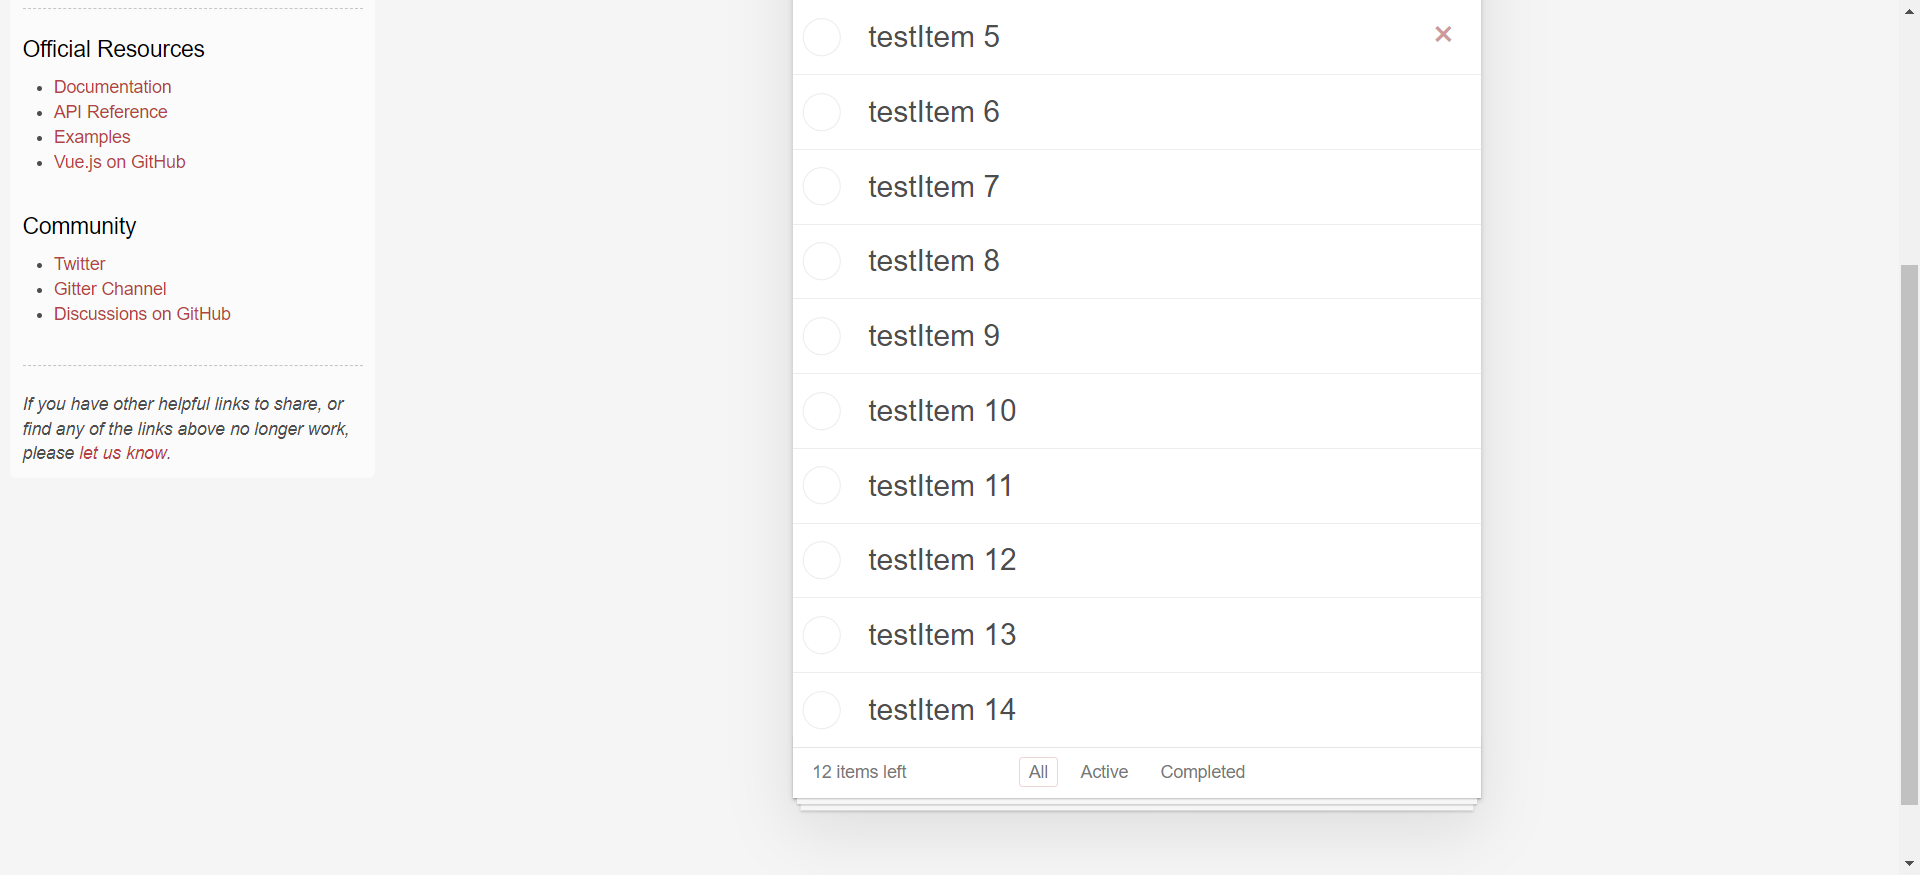 Official Resources
Documentation
API Reference
Examples
Vue.js on GitHub
Community
Twitter
Gitter Channel
Discussions on GitHub
If you have other helpful links to share, or
find any of the links above no longer work,
please let us know.
testItem 5
testItem 6
testItem 7
testItem 8
testItem 9
testItem 10
testItem 11
testItem 12
testItem 13
testItem 14
12 items left All Active Completed